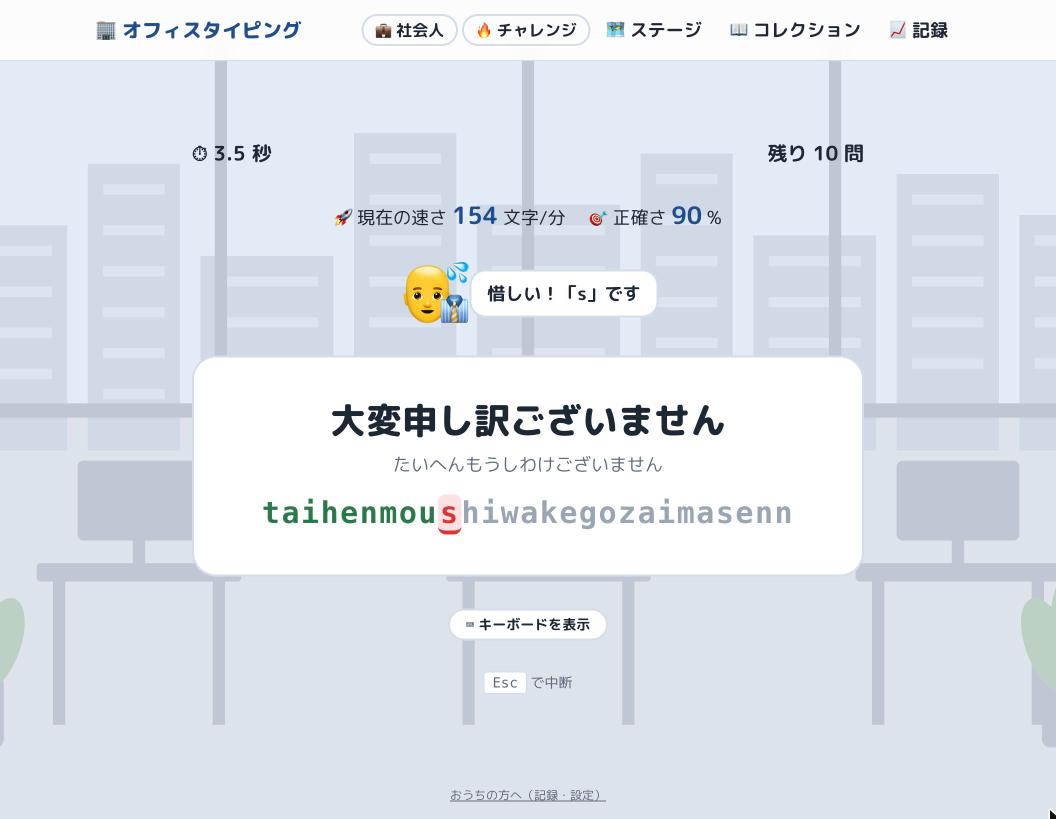 オフィスタイピング
社会人
チャレンジ
ステージ
コレクション
記録
3.5 秒
残り 10 問
現在の速さ 154 文字/分 正確さ 90 %
惜しい！「s」です
大変申し訳ございません
たいへんもうしわけございません
taihenmoushiwakegozaimasenn
キーボードを表示
Esc で中断
おうちの方へ（記録・設定）